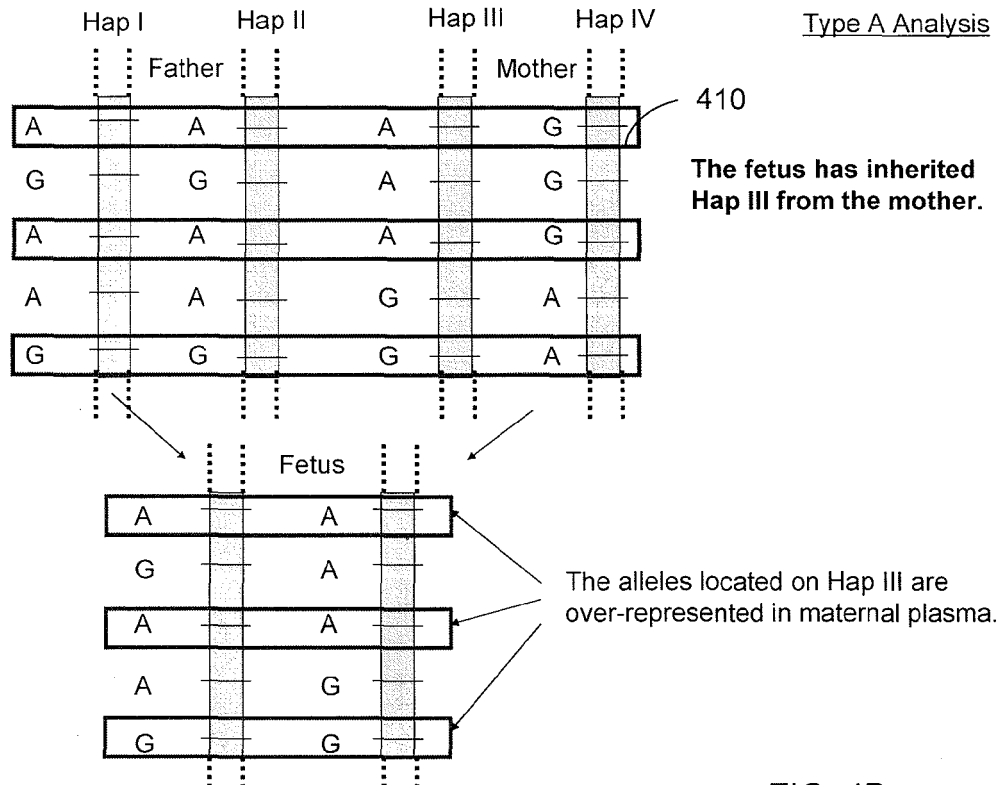 Hap I Hap II Hap III Hap IV Type A Analysis
Father Mother
410
A A A G
The fetus has inherited
Hap III from the mother.
G G A G
A A A G
A A G A
G G G A
Fetus
A A
G A
The alleles located on Hap III are
over-represented in maternal plasma.
A A
A G
G G